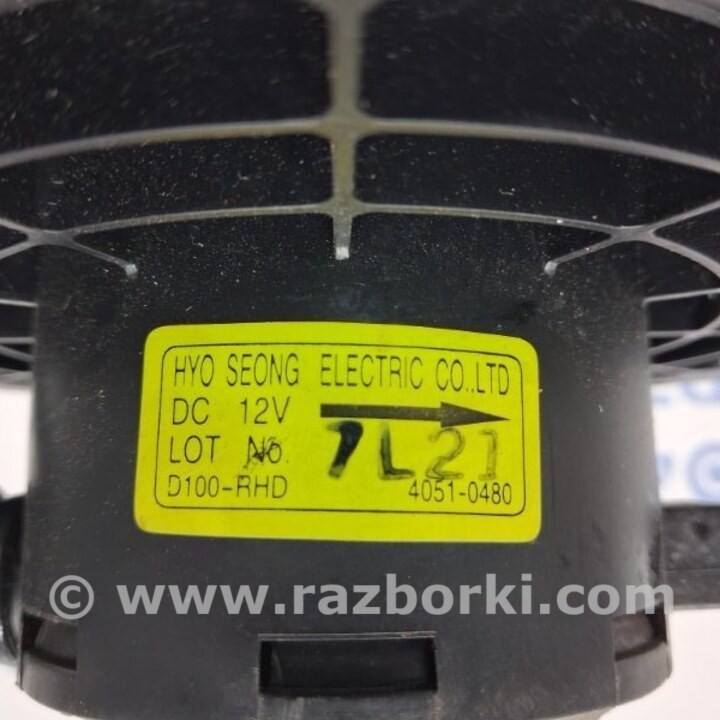 HYO SEONG ELECTRIC CO.,LTD
DC 12V
LOT No. 7L21
D100-RHD 4051-0480
© www.razborki.com